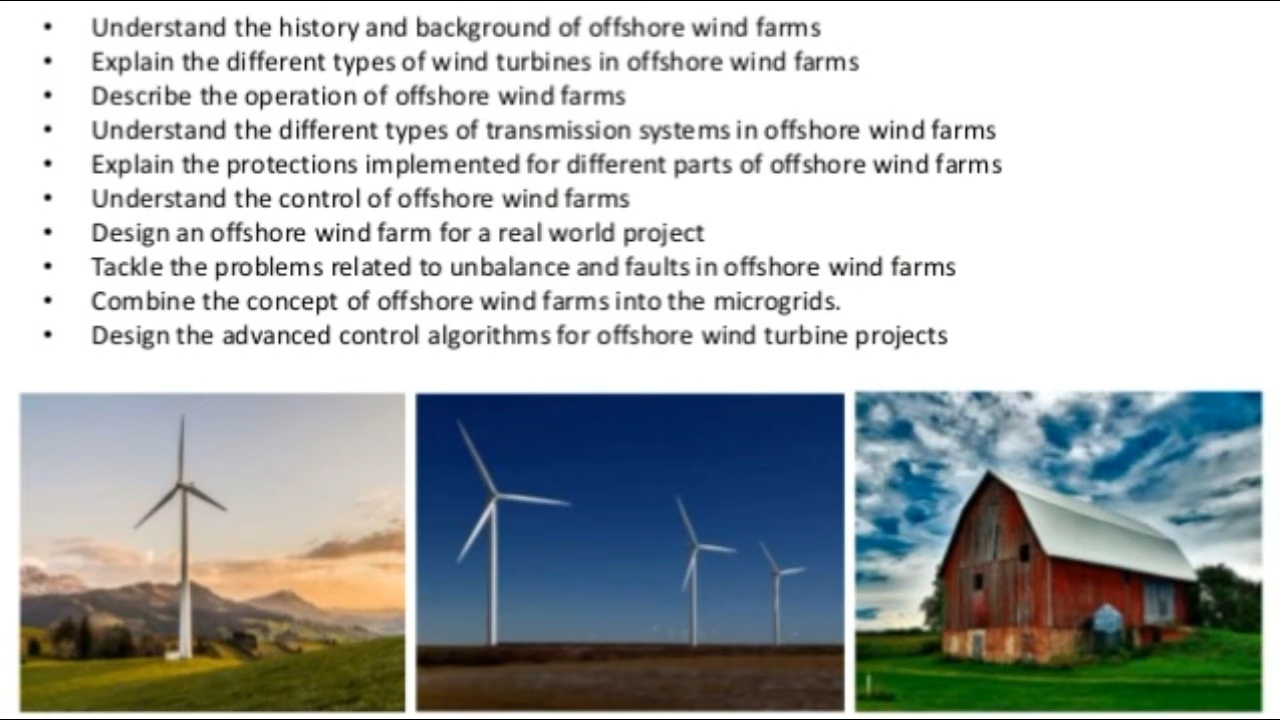 • Understand the history and background of offshore wind farms
• Explain the different types of wind turbines in offshore wind farms
• Describe the operation of offshore wind farms
• Understand the different types of transmission systems in offshore wind farms
• Explain the protections implemented for different parts of offshore wind farms
• Understand the control of offshore wind farms
• Design an offshore wind farm for a real world project
• Tackle the problems related to unbalance and faults in offshore wind farms
• Combine the concept of offshore wind farms into the microgrids.
• Design the advanced control algorithms for offshore wind turbine projects